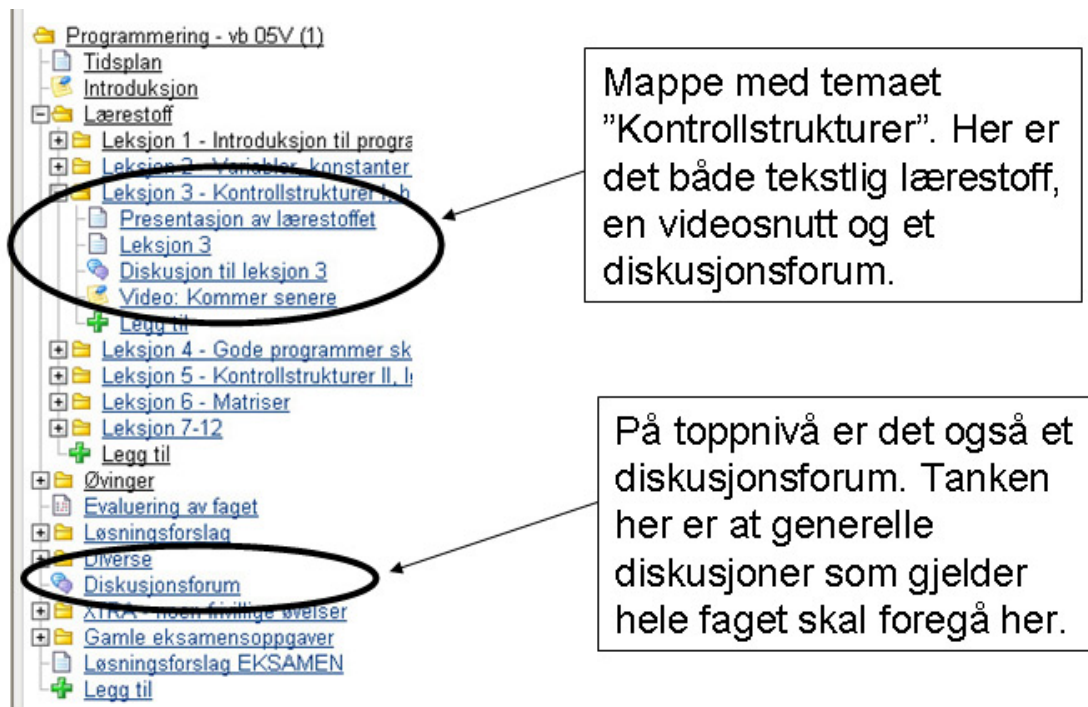 Programmering - vb 05V (1)
Tidsplan
Introduksjon
Lærestoff
Leksjon 1 - Introduksjon til progra
Leksjon 2 - Variabler, konstanter
Leksjon 3 - Kontrollstrukturer I, b
Presentasjon av lærestoffet
Leksjon 3
Diskusjon til leksjon 3
Video: Kommer senere
Legg til
Leksjon 4 - Gode programmer sk
Leksjon 5 - Kontrollstrukturer II, l
Leksjon 6 - Matriser
Leksjon 7-12
Legg til
Øvinger
Evaluering av faget
Løsningsforslag
Diverse
Diskusjonsforum
XTRA - noen frivillige øvelser
Gamle eksamensoppgaver
Løsningsforslag EKSAMEN
Legg til
Mappe med temaet
”Kontrollstrukturer”. Her er
det både tekstlig lærestoff,
en videosnutt og et
diskusjonsforum.
På toppnivå er det også et
diskusjonsforum. Tanken
her er at generelle
diskusjoner som gjelder
hele faget skal foregå her.